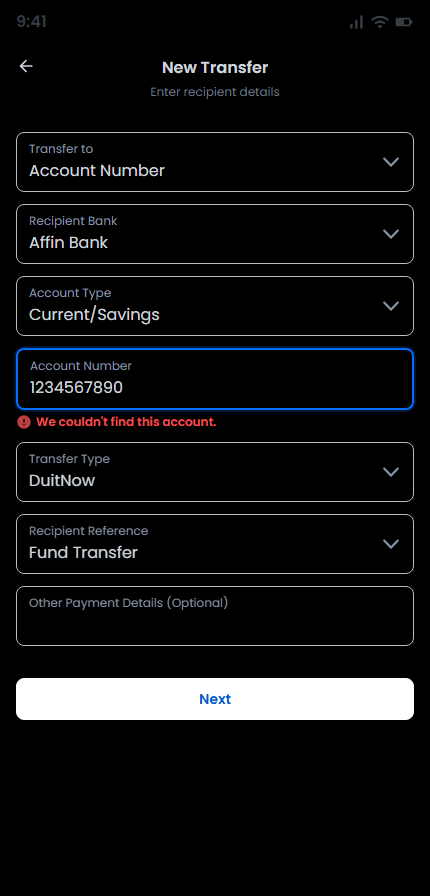 9:41
New Transfer
Enter recipient details
Transfer to
Account Number
Recipient Bank
Affin Bank
Account Type
Current/Savings
Account Number
1234567890
We couldn't find this account.
Transfer Type
DuitNow
Recipient Reference
Fund Transfer
Other Payment Details (Optional)
Next